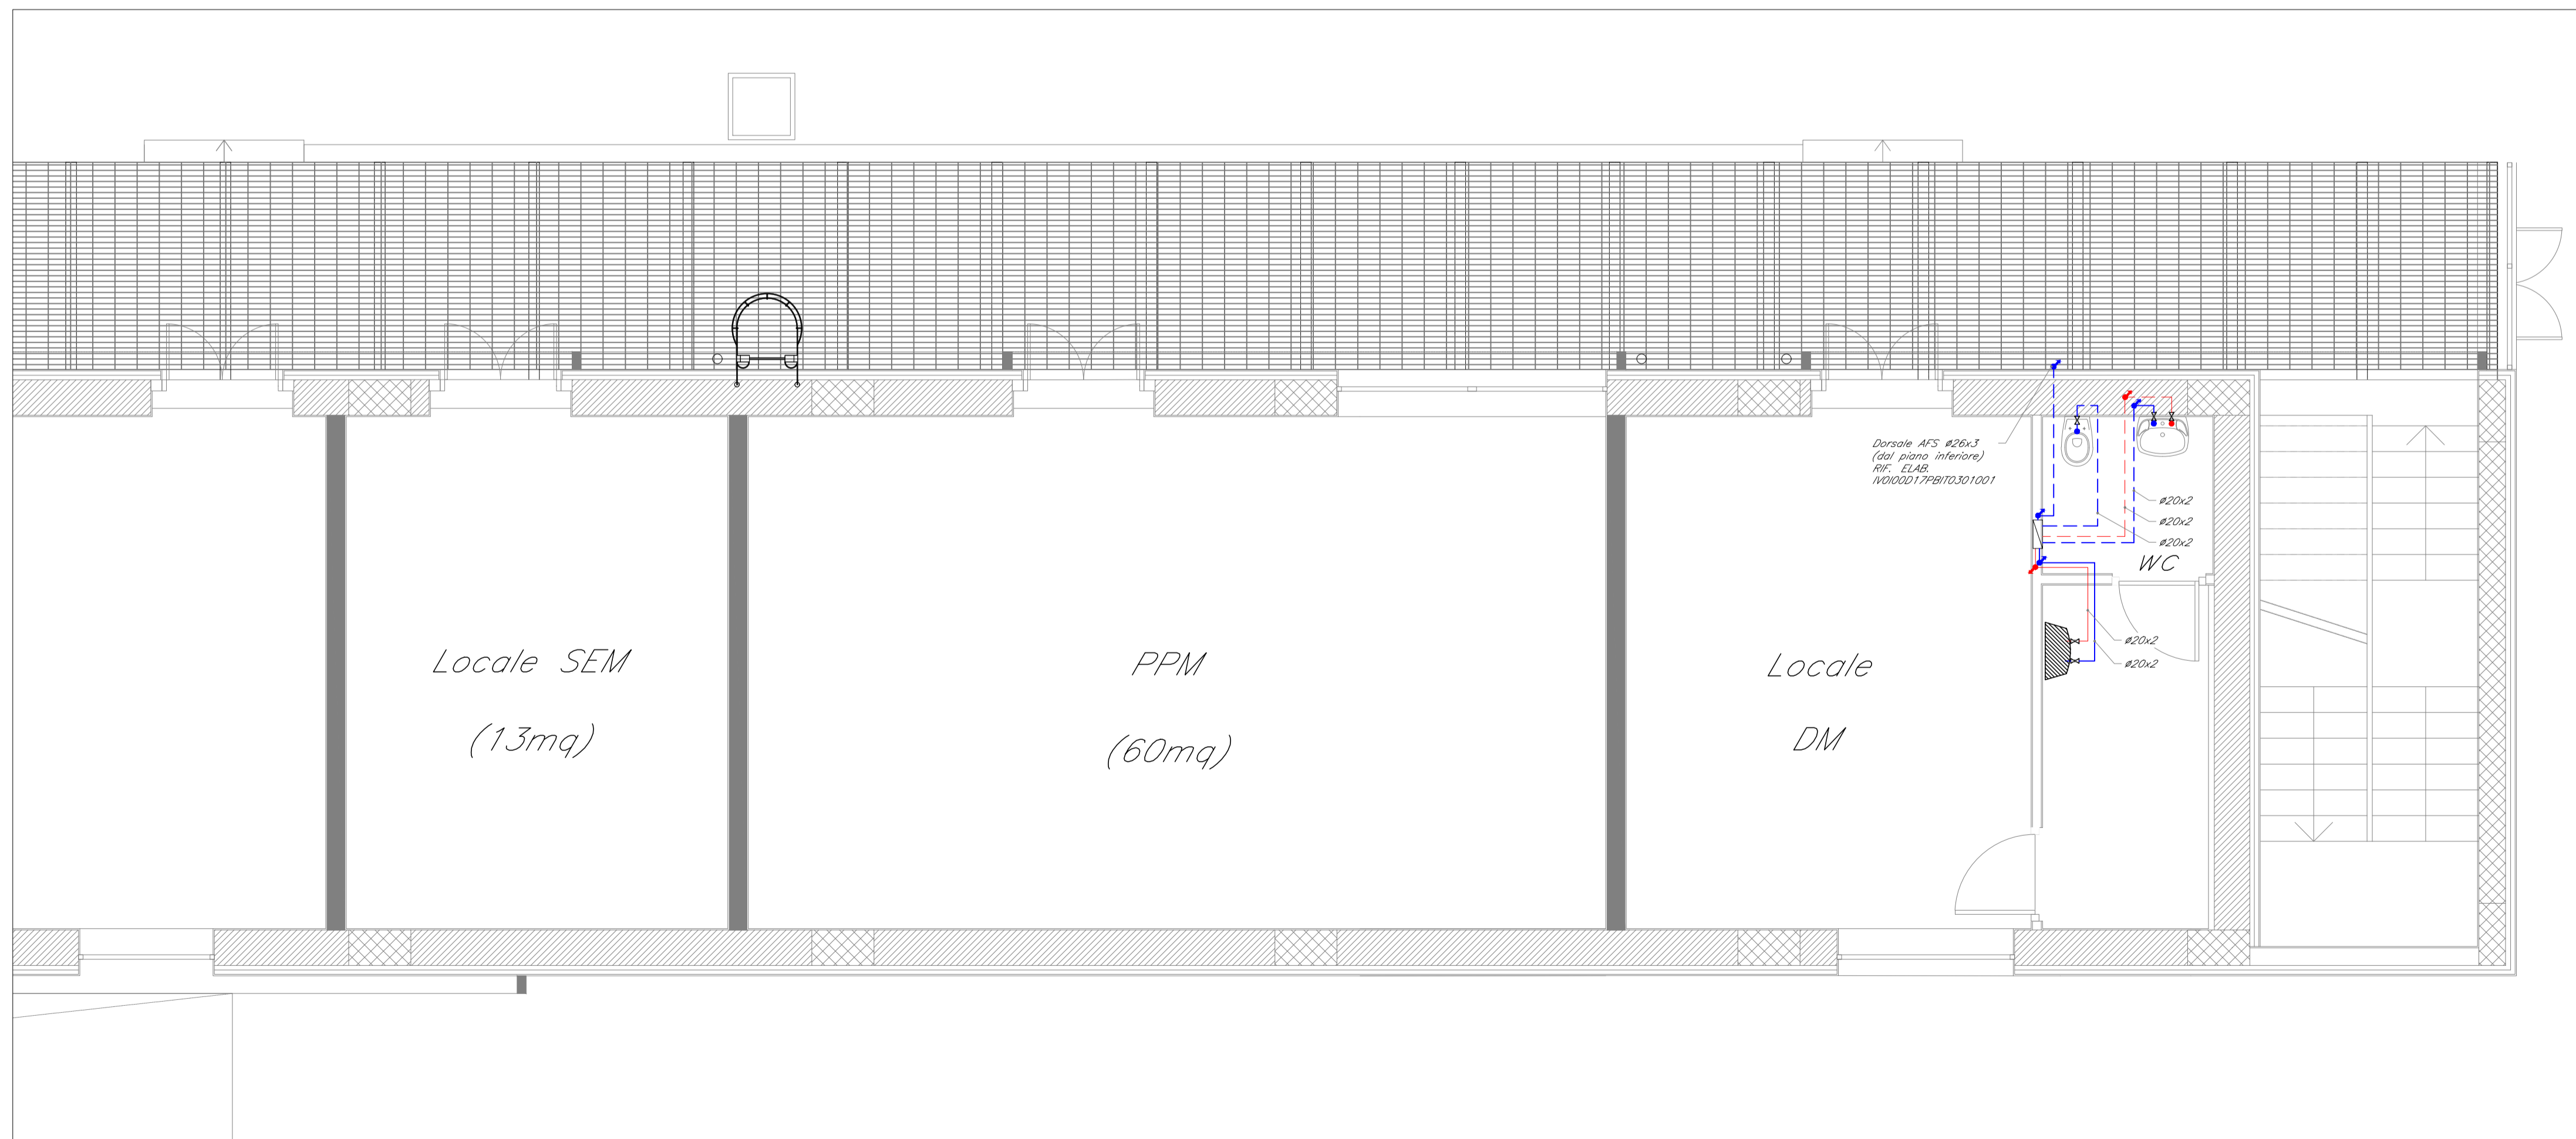 Dorsale AFS ø26x3
(dal piano inferiore)
RIF. ELAB.
IV0I00D17PBIT0301001
ø20x2
ø20x2
ø20x2
WC
ø20x2
ø20x2
Locale SEM
(13mq)
PPM
(60mq)
Locale
DM